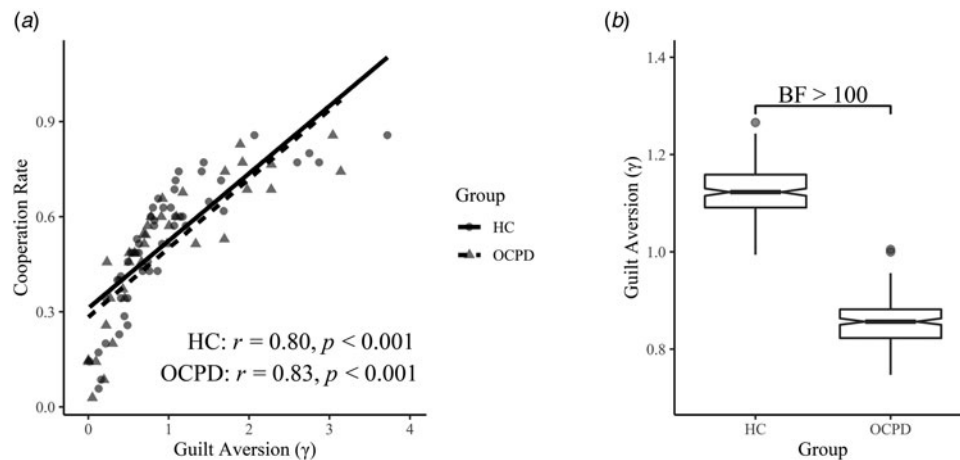 (a)
Cooperation Rate
0.9
0.6
0.3
0.0
0 1 2 3 4
Guilt Aversion (γ)
HC: r = 0.80, p < 0.001
OCPD: r = 0.83, p < 0.001
Group
HC
OCPD
(b)
Guilt Aversion (γ)
1.4
1.2
1.0
0.8
BF > 100
HC OCPD
Group